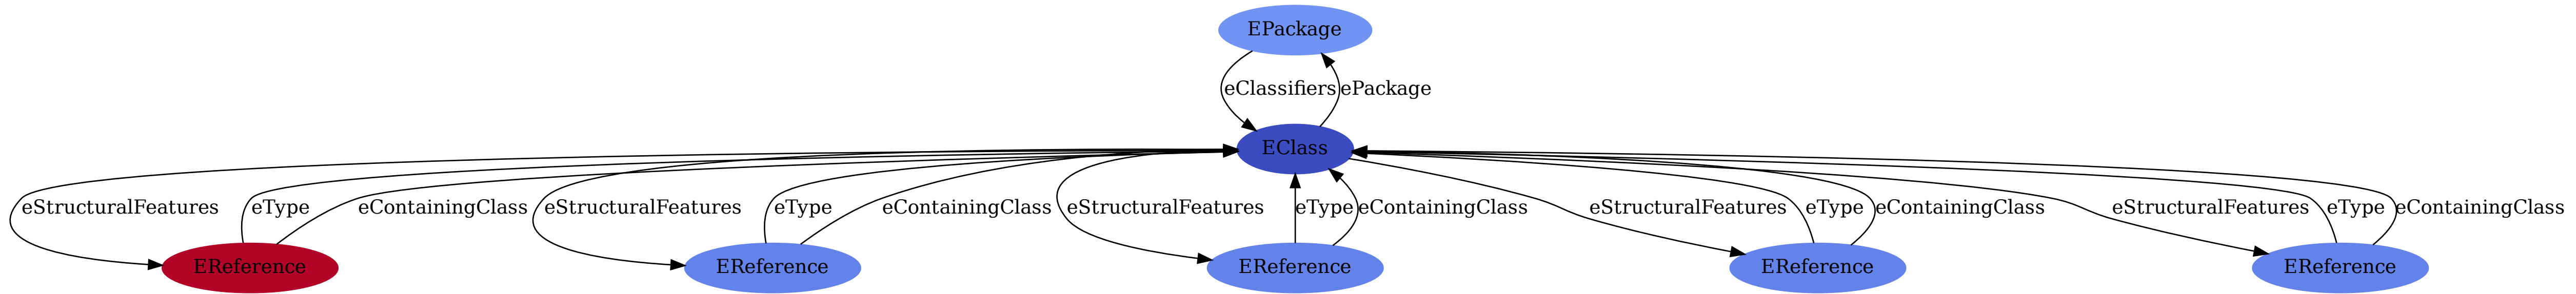 EPackage
eClassifiers
ePackage
EClass
eStructuralFeatures
eType
eContainingClass
eStructuralFeatures
eType
eContainingClass
eStructuralFeatures
eType
eContainingClass
eStructuralFeatures
eType
eContainingClass
eStructuralFeatures
eType
eContainingClass
EReference
EReference
EReference
EReference
EReference